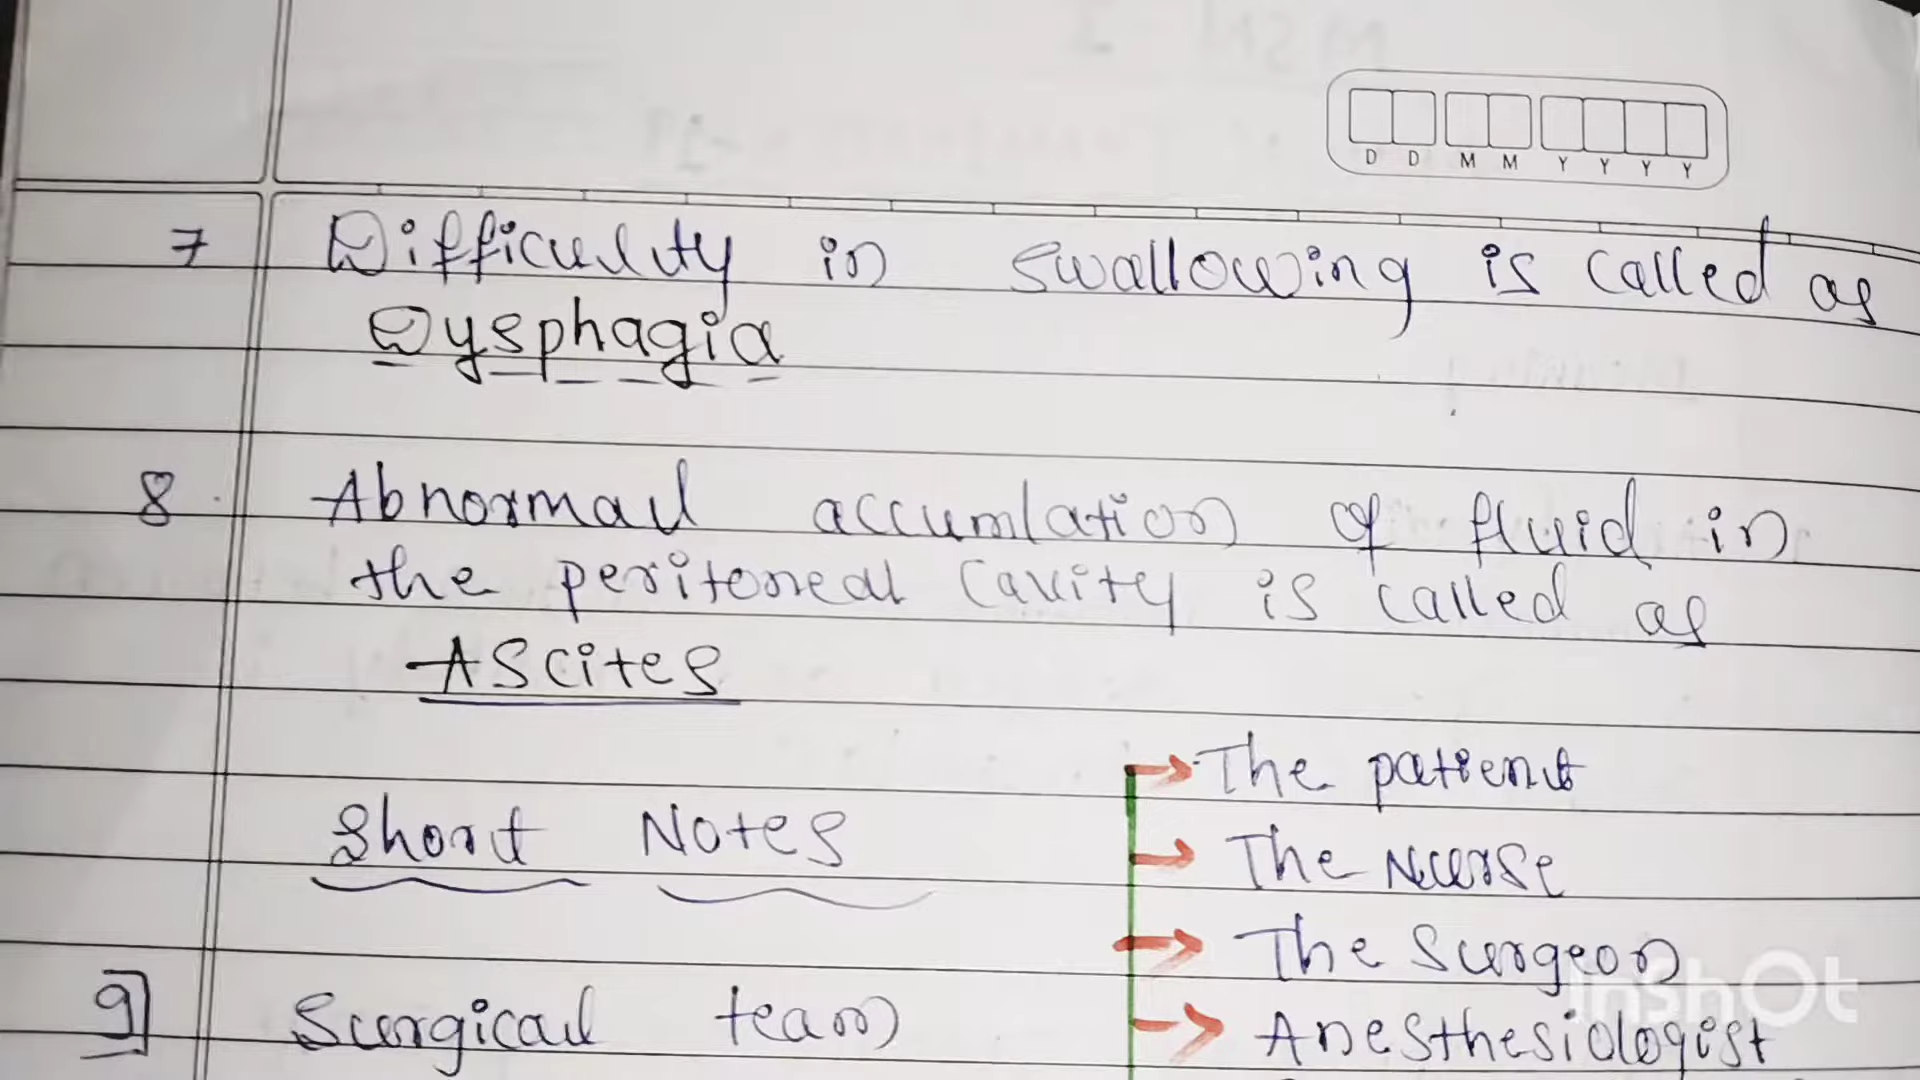 D D M M Y Y Y Y
7 Difficulty in swallowing is called as
Dysphagia
8. Abnormal accumlation of fluid in
the peritoneal cavity is called as
Ascites
Short Notes
→ The patient
→ The Nurse
→ The Surgeon
9] Surgical team → Anesthesiologist
InShOt